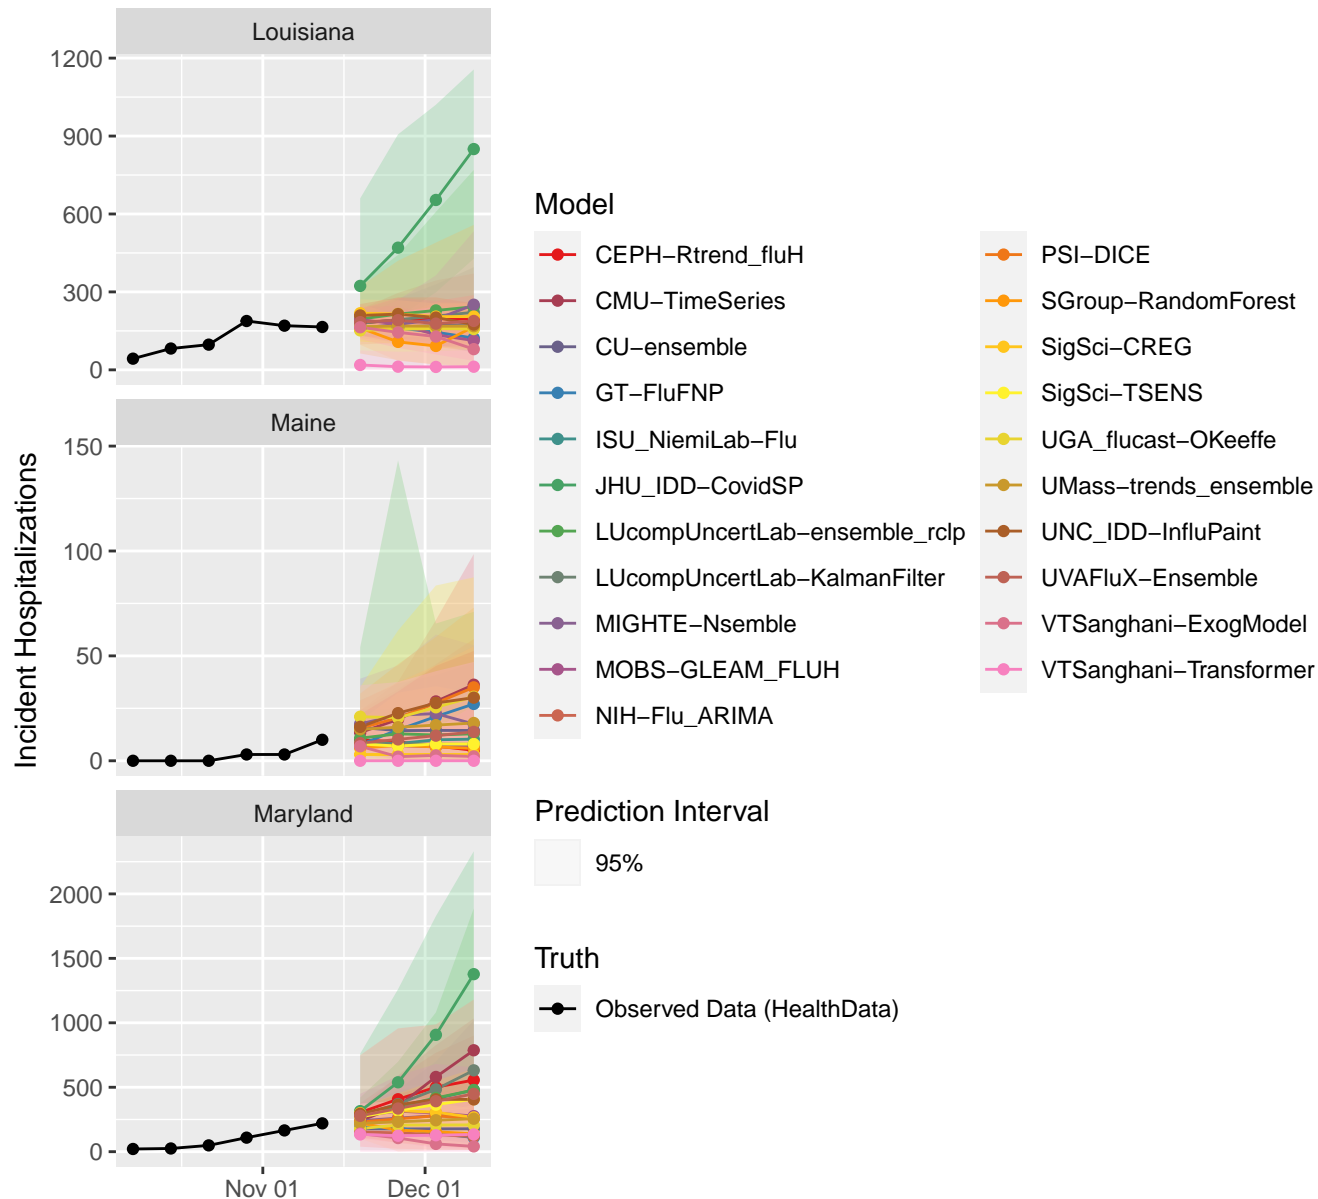 Louisiana
1200
900
600
300
0
Maine
150
100
50
0
Maryland
2000
1500
1000
500
0
Nov 01
Dec 01
Incident Hospitalizations
Model
CEPH−Rtrend_fluH
CMU−TimeSeries
CU−ensemble
GT−FluFNP
ISU_NiemiLab−Flu
JHU_IDD−CovidSP
LUcompUncertLab−ensemble_rclp
LUcompUncertLab−KalmanFilter
MIGHTE−Nsemble
MOBS−GLEAM_FLUH
NIH−Flu_ARIMA
PSI−DICE
SGroup−RandomForest
SigSci−CREG
SigSci−TSENS
UGA_flucast−OKeeffe
UMass−trends_ensemble
UNC_IDD−InfluPaint
UVAFluX−Ensemble
VTSanghani−ExogModel
VTSanghani−Transformer
Prediction Interval
95%
Truth
Observed Data (HealthData)